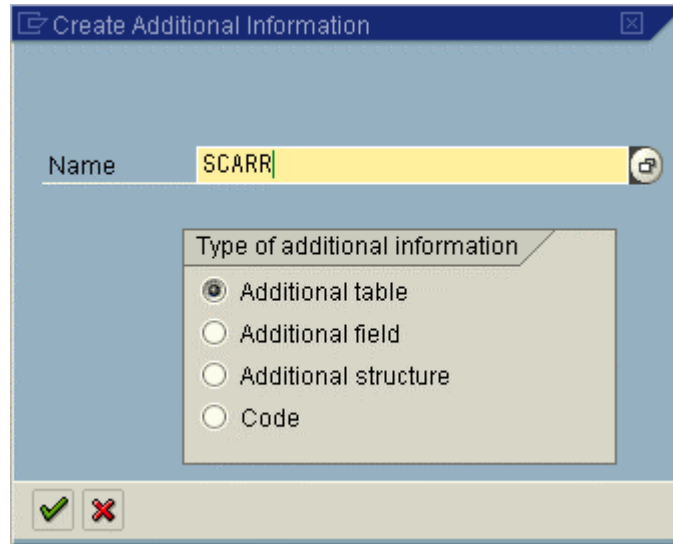 Create Additional Information
Name SCARR
Type of additional information
Additional table
Additional field
Additional structure
Code